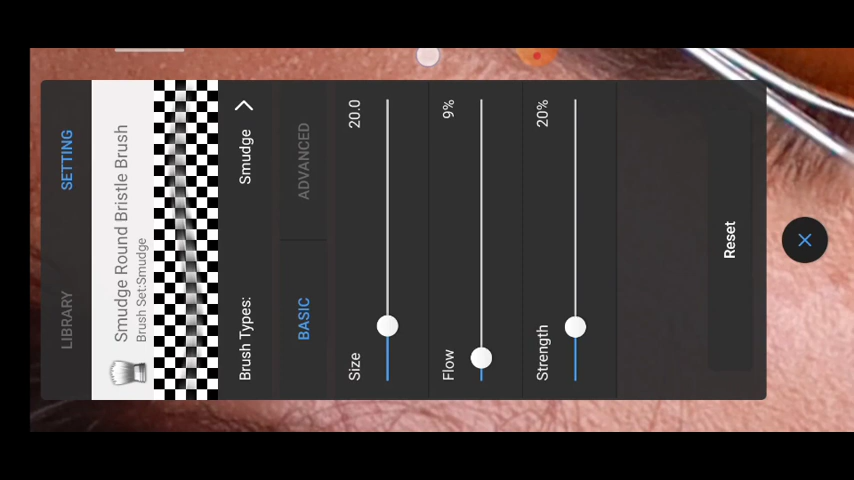 LIBRARY
SETTING
Smudge Round Bristle Brush
Brush Set:Smudge
Brush Types:
Smudge
BASIC
ADVANCED
Size
20.0
Flow
9%
Strength
20%
Reset